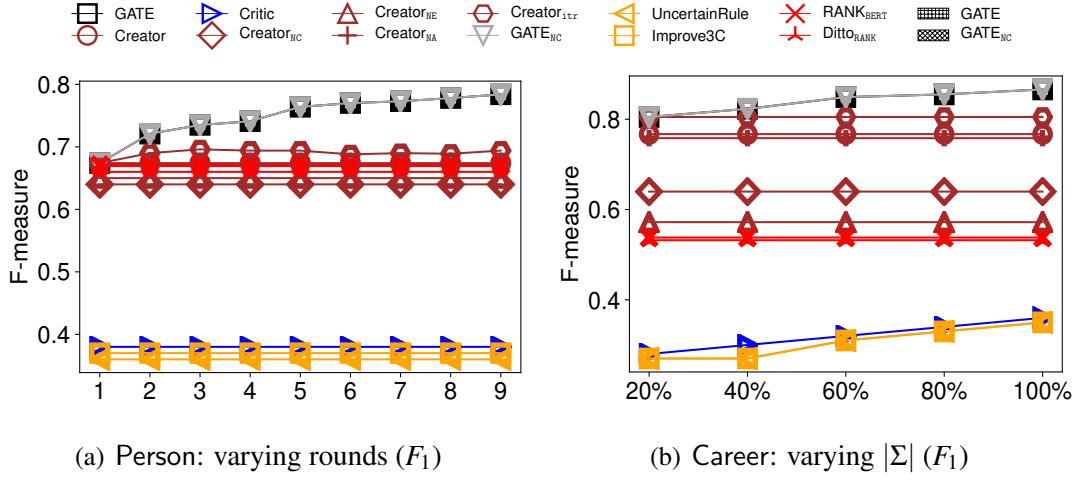 GATE Critic Creator_NE Creator_itr UncertainRule RANK_BERT GATE
Creator Creator_NC Creator_NA GATE_NC Improve3C Ditto_RANK GATE_NC
F-measure
0.8
0.7
0.6
0.5
0.4
1 2 3 4 5 6 7 8 9
(a) Person: varying rounds (F_1)
F-measure
0.8
0.6
0.4
20% 40% 60% 80% 100%
(b) Career: varying |Σ| (F_1)